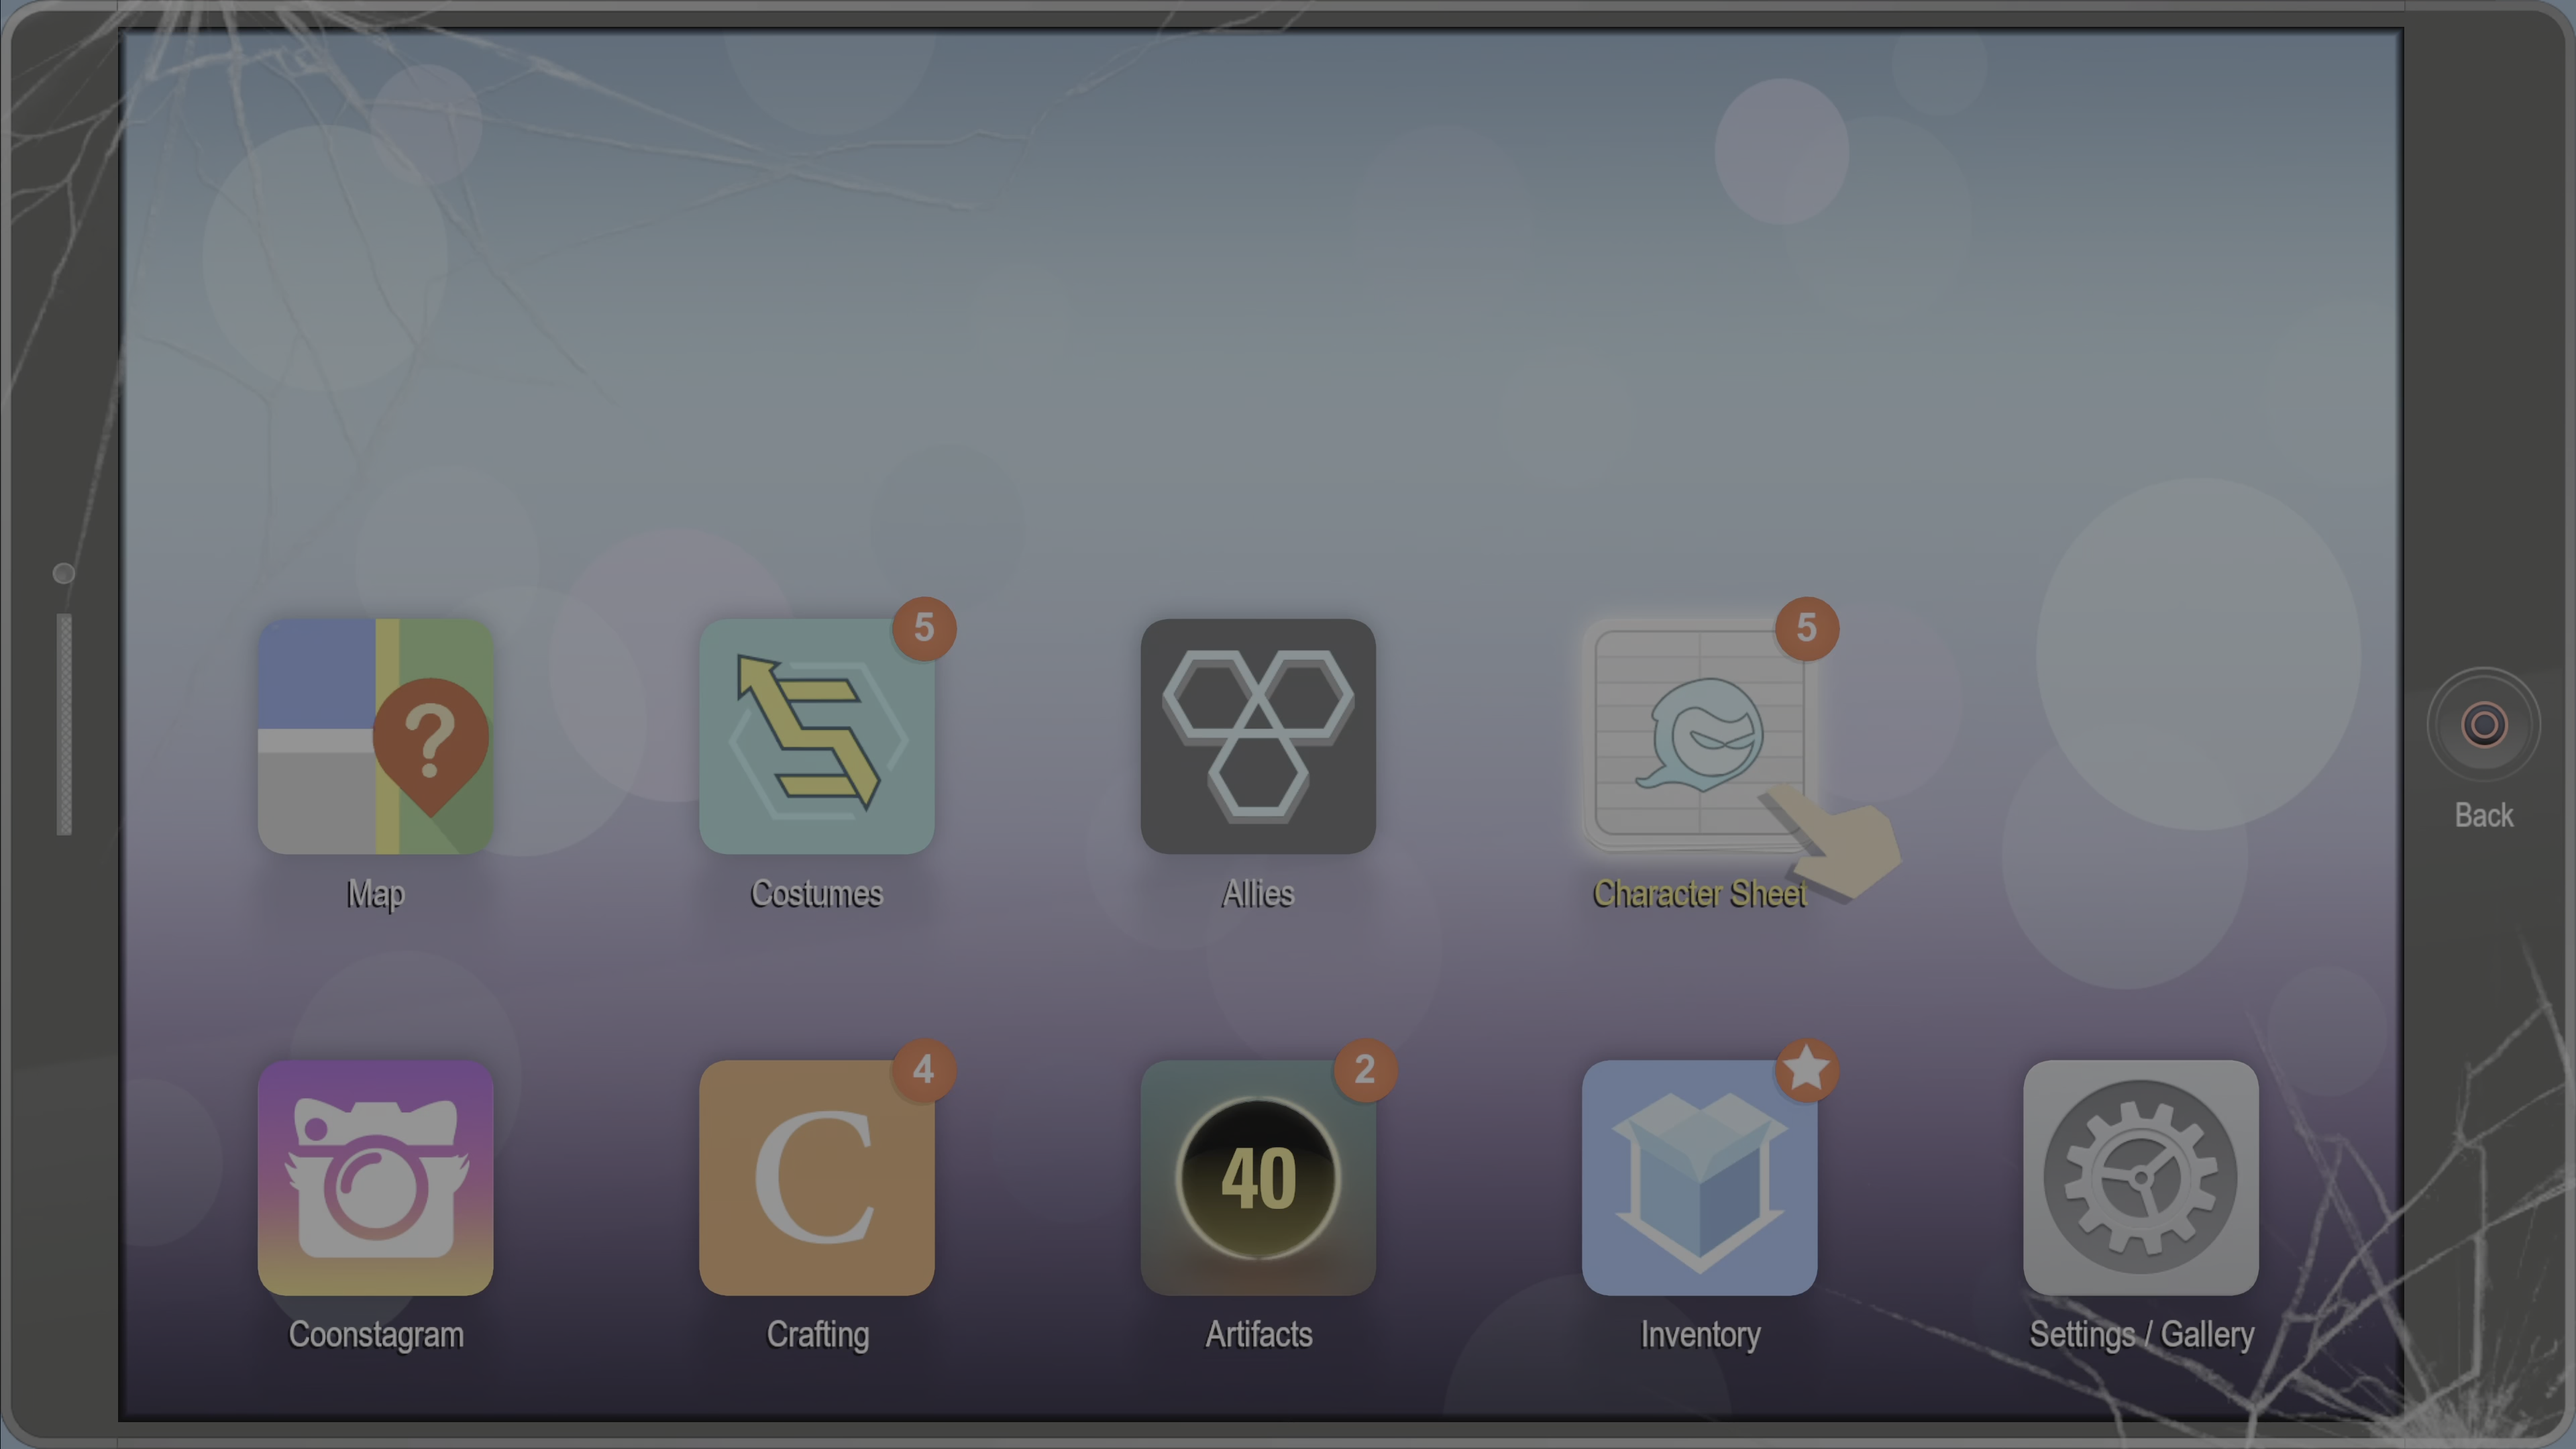 5
5
?
Map
Costumes
Allies
Character Sheet
Back
4
2
C
40
Coonstagram
Crafting
Artifacts
Inventory
Settings / Gallery